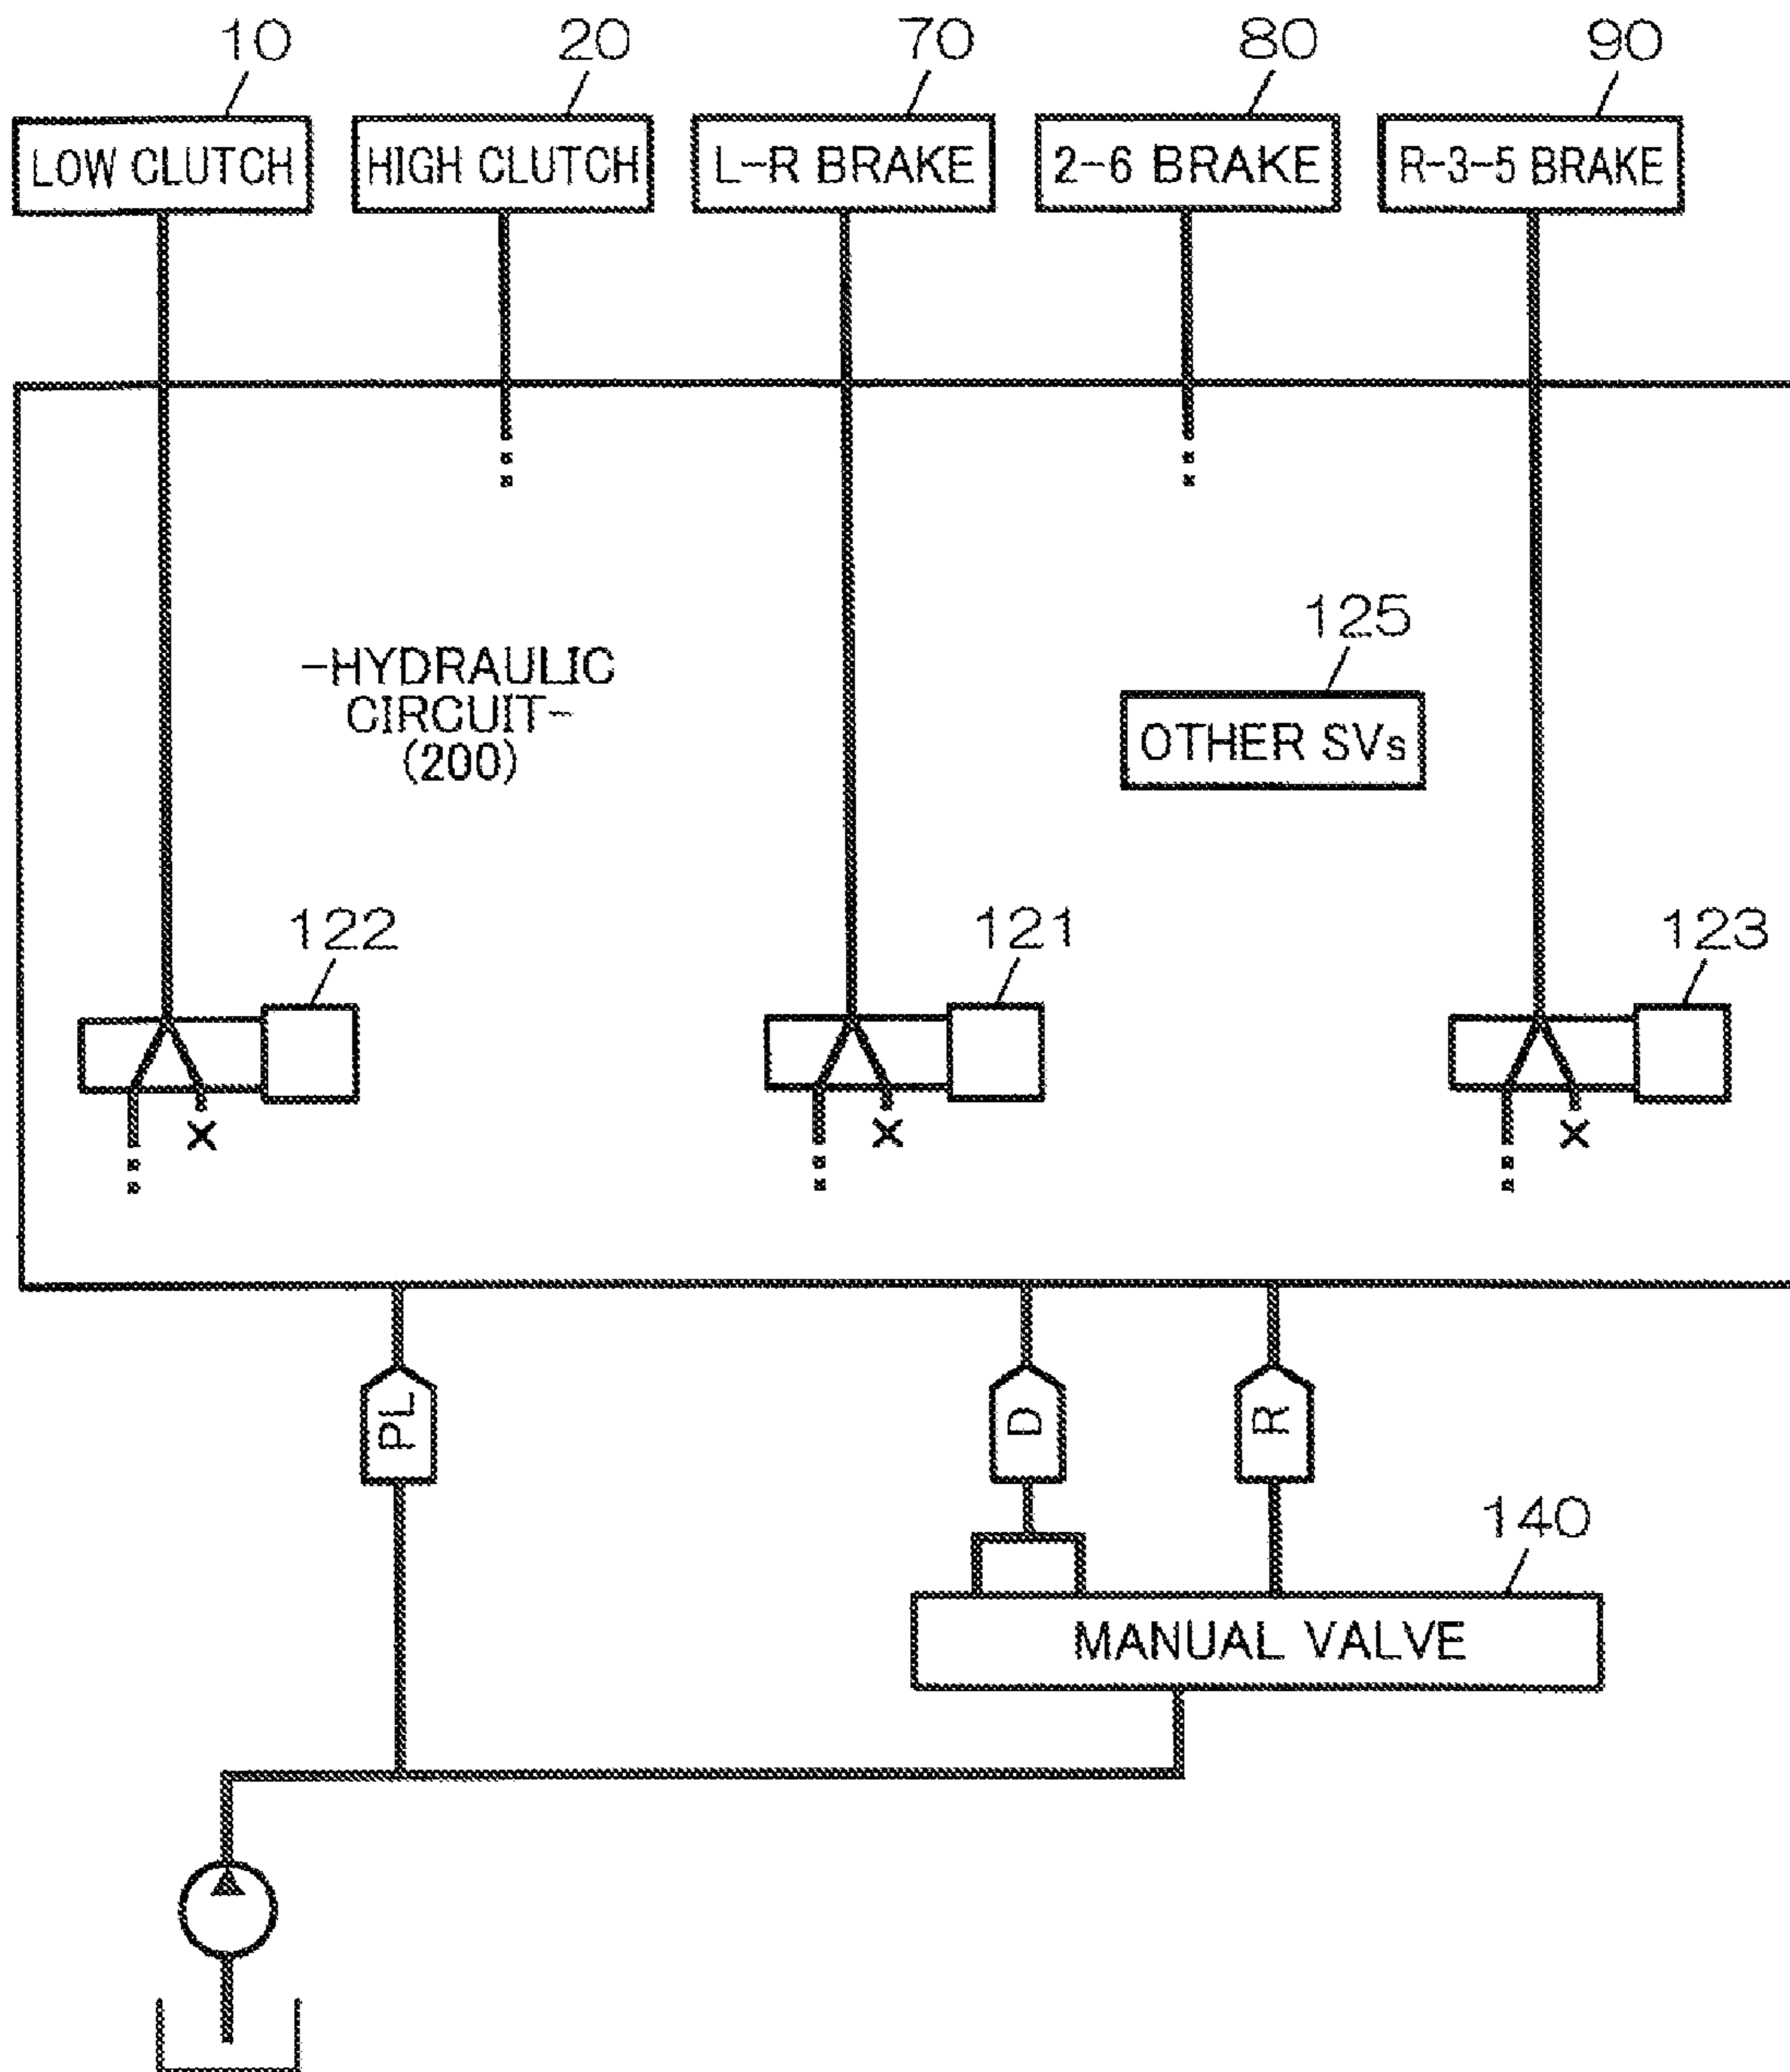 10 20 70 80 90
LOW CLUTCH HIGH CLUTCH L-R BRAKE 2-6 BRAKE R-3-5 BRAKE
125
-HYDRAULIC
CIRCUIT-
(200)
OTHER SVs
122 121 123
X X X
PL D R
140
MANUAL VALVE